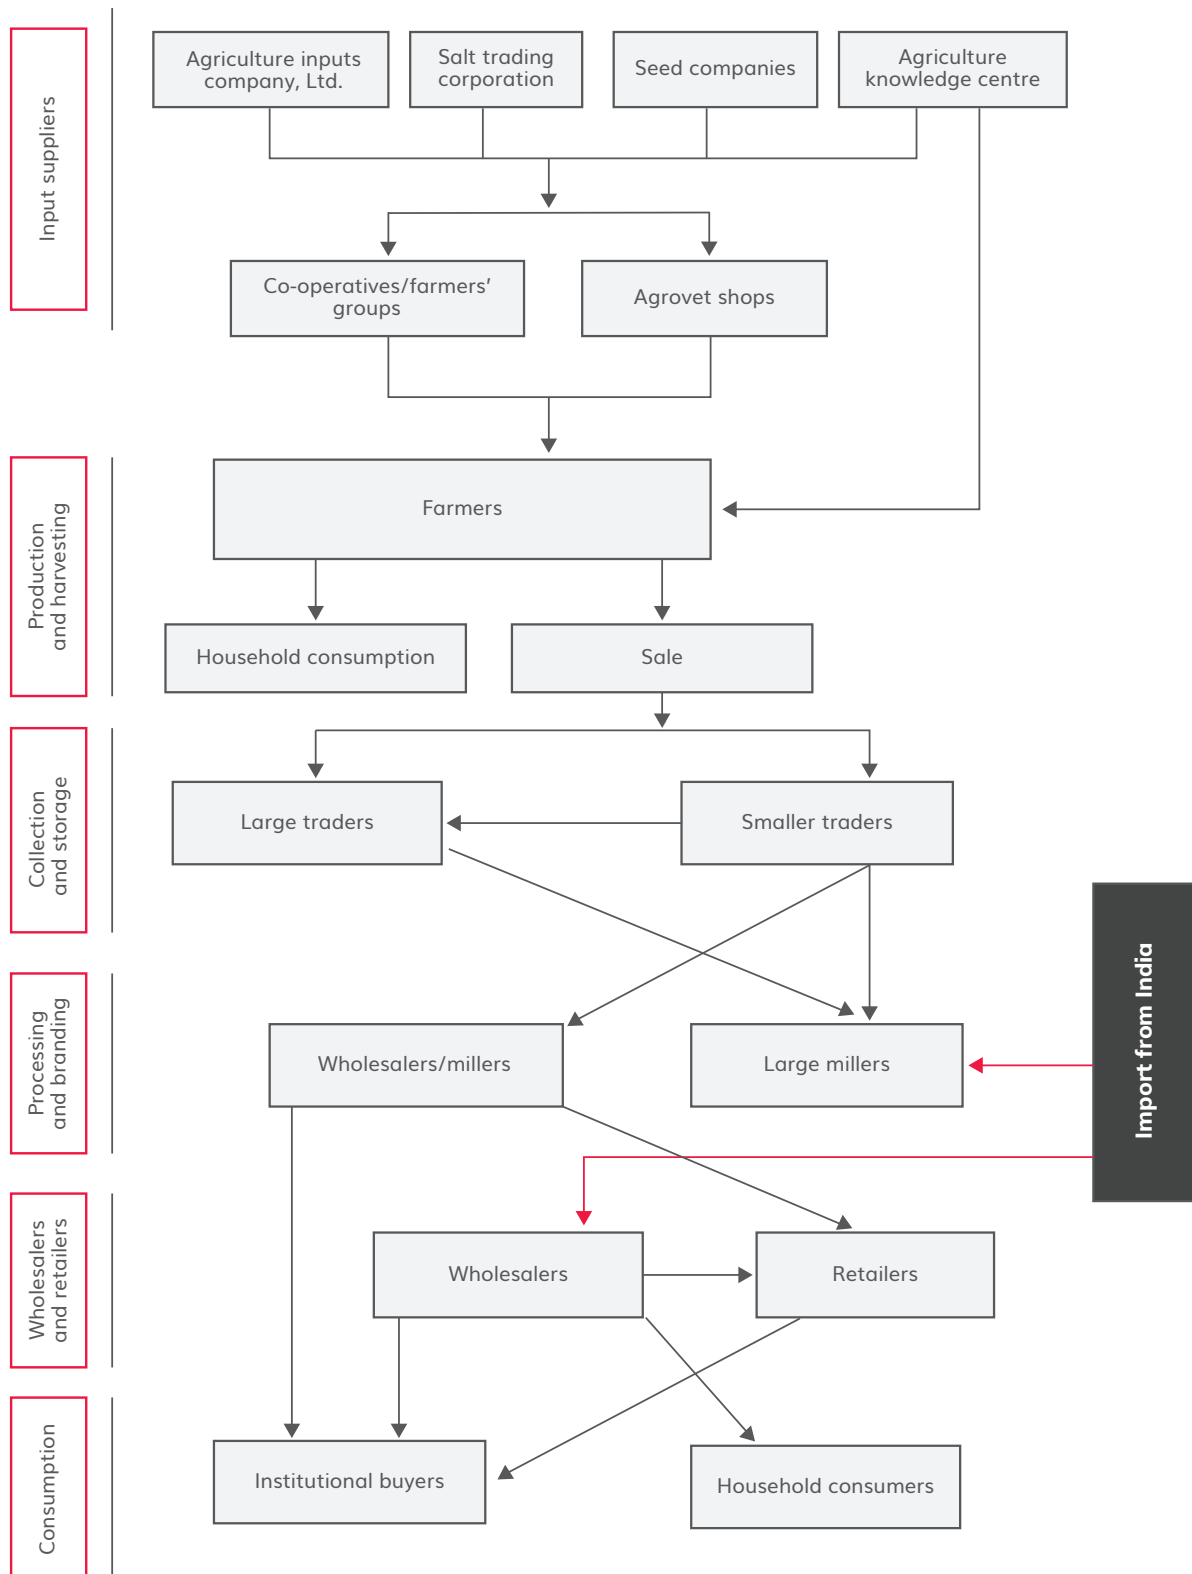 Input suppliers
Agriculture inputs
company, Ltd.
Salt trading
corporation
Seed companies
Agriculture
knowledge centre
Co-operatives/farmers’
groups
Agrovet shops
Production
and harvesting
Farmers
Household consumption
Sale
Collection
and storage
Large traders
Smaller traders
Import from India
Processing
and branding
Wholesalers/millers
Large millers
Wholesalers
and retailers
Wholesalers
Retailers
Consumption
Institutional buyers
Household consumers